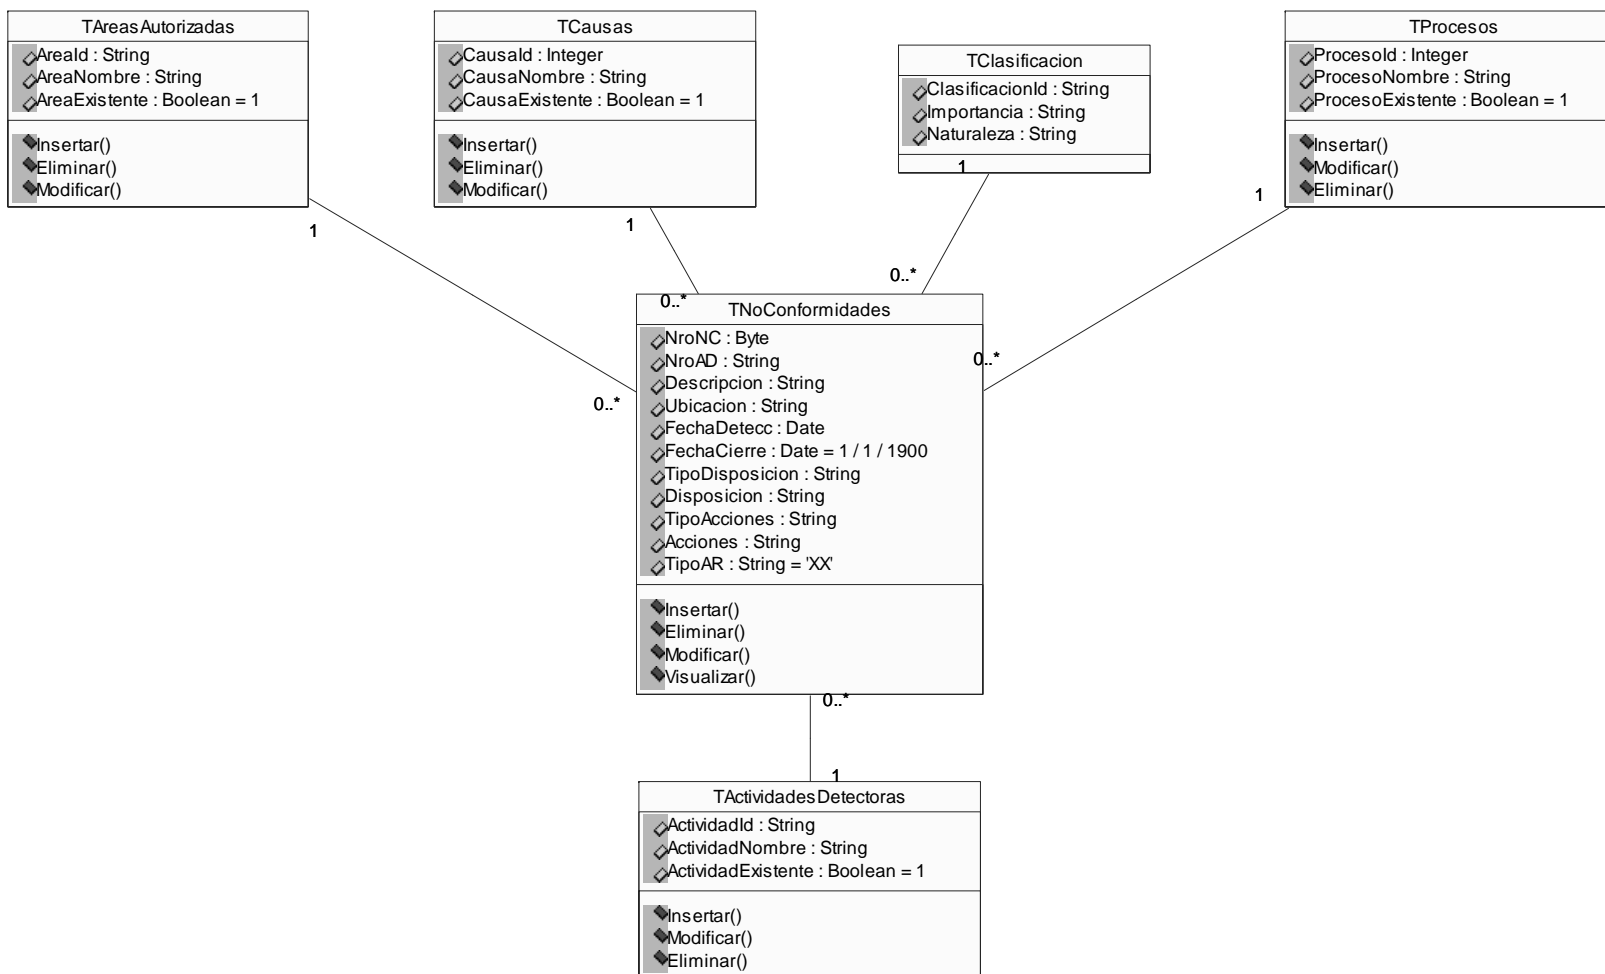 TAreasAutorizadas
AreaId : String
AreaNombre : String
AreaExistente : Boolean = 1
Insertar()
Eliminar()
Modificar()
1
TCausas
CausaId : Integer
CausaNombre : String
CausaExistente : Boolean = 1
Insertar()
Eliminar()
Modificar()
1
TClasificacion
ClasificacionId : String
Importancia : String
Naturaleza : String
1
TProcesos
ProcesoId : Integer
ProcesoNombre : String
ProcesoExistente : Boolean = 1
Insertar()
Modificar()
Eliminar()
1
0..*
0..*
0..*
0..*
TNoConformidades
NroNC : Byte
NroAD : String
Descripcion : String
Ubicacion : String
FechaDetecc : Date
FechaCierre : Date = 1 / 1 / 1900
TipoDisposicion : String
Disposicion : String
TipoAcciones : String
Acciones : String
TipoAR : String = 'XX'
Insertar()
Eliminar()
Modificar()
Visualizar()
0..*
1
TActividadesDetectoras
ActividadId : String
ActividadNombre : String
ActividadExistente : Boolean = 1
Insertar()
Modificar()
Eliminar()